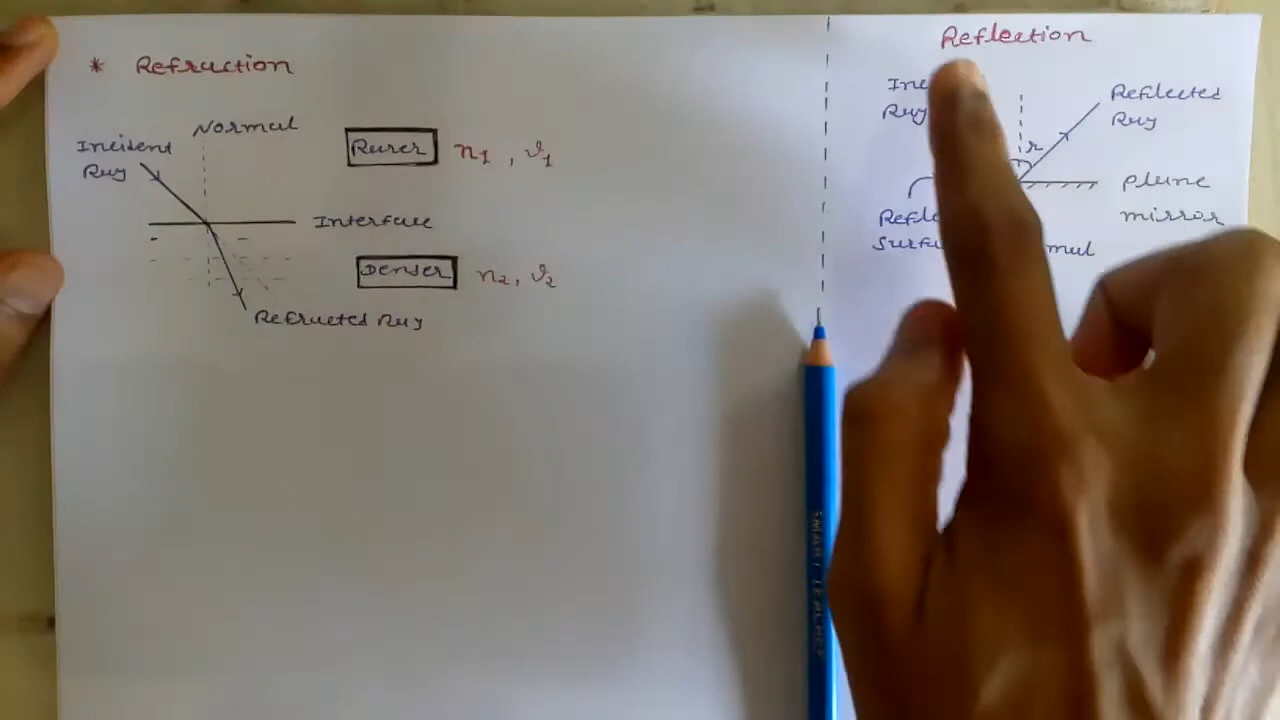 * Refraction
Normal
Incident
Ray
Rarer n1 , v1
Interface
Denser n2, v2
Refracted Ray
Reflection
Reflected
Ray
r
plane
mirror